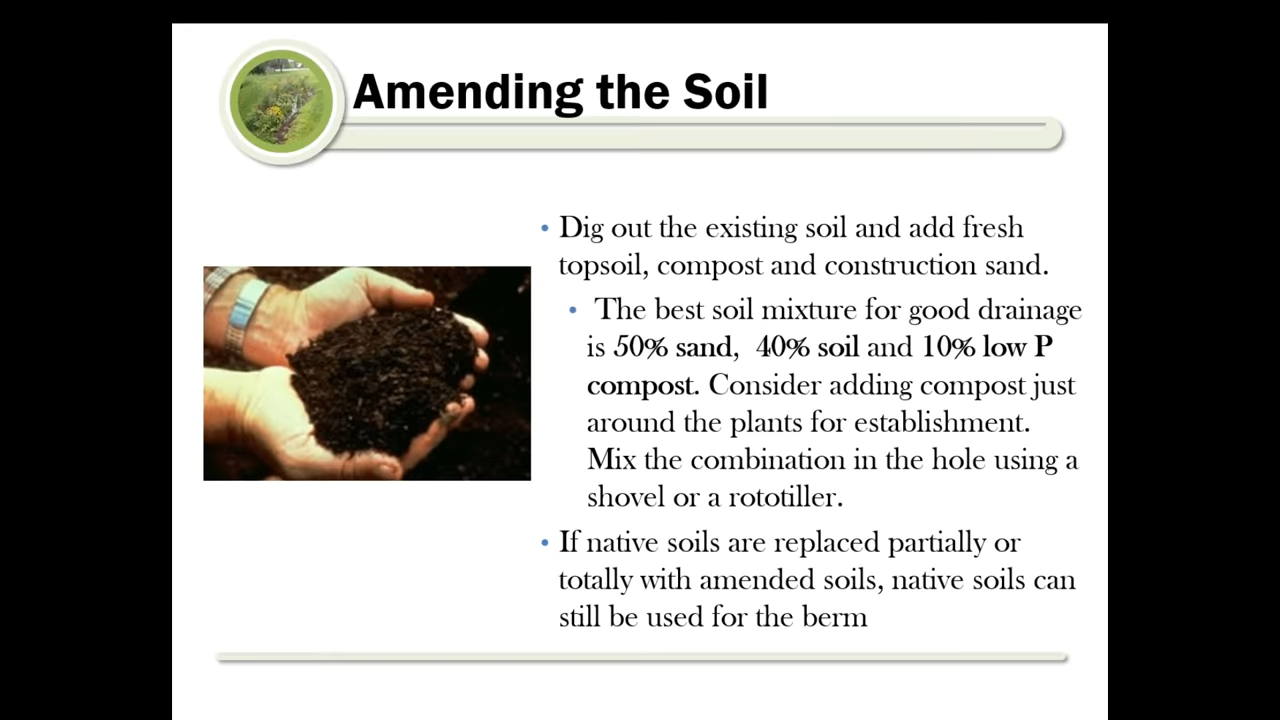 Amending the Soil
• Dig out the existing soil and add fresh
topsoil, compost and construction sand.
• The best soil mixture for good drainage
is 50% sand, 40% soil and 10% low P
compost. Consider adding compost just
around the plants for establishment.
Mix the combination in the hole using a
shovel or a rototiller.
• If native soils are replaced partially or
totally with amended soils, native soils can
still be used for the berm